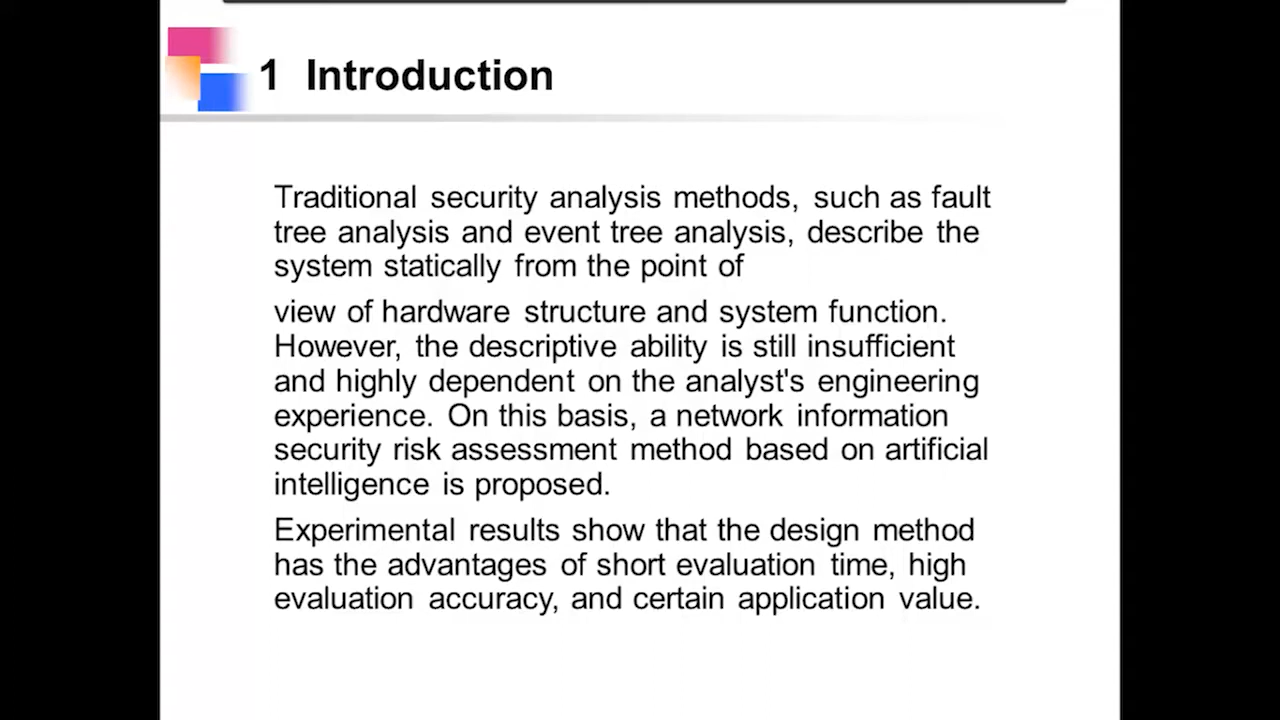 1 Introduction
Traditional security analysis methods, such as fault
tree analysis and event tree analysis, describe the
system statically from the point of
view of hardware structure and system function.
However, the descriptive ability is still insufficient
and highly dependent on the analyst's engineering
experience. On this basis, a network information
security risk assessment method based on artificial
intelligence is proposed.
Experimental results show that the design method
has the advantages of short evaluation time, high
evaluation accuracy, and certain application value.